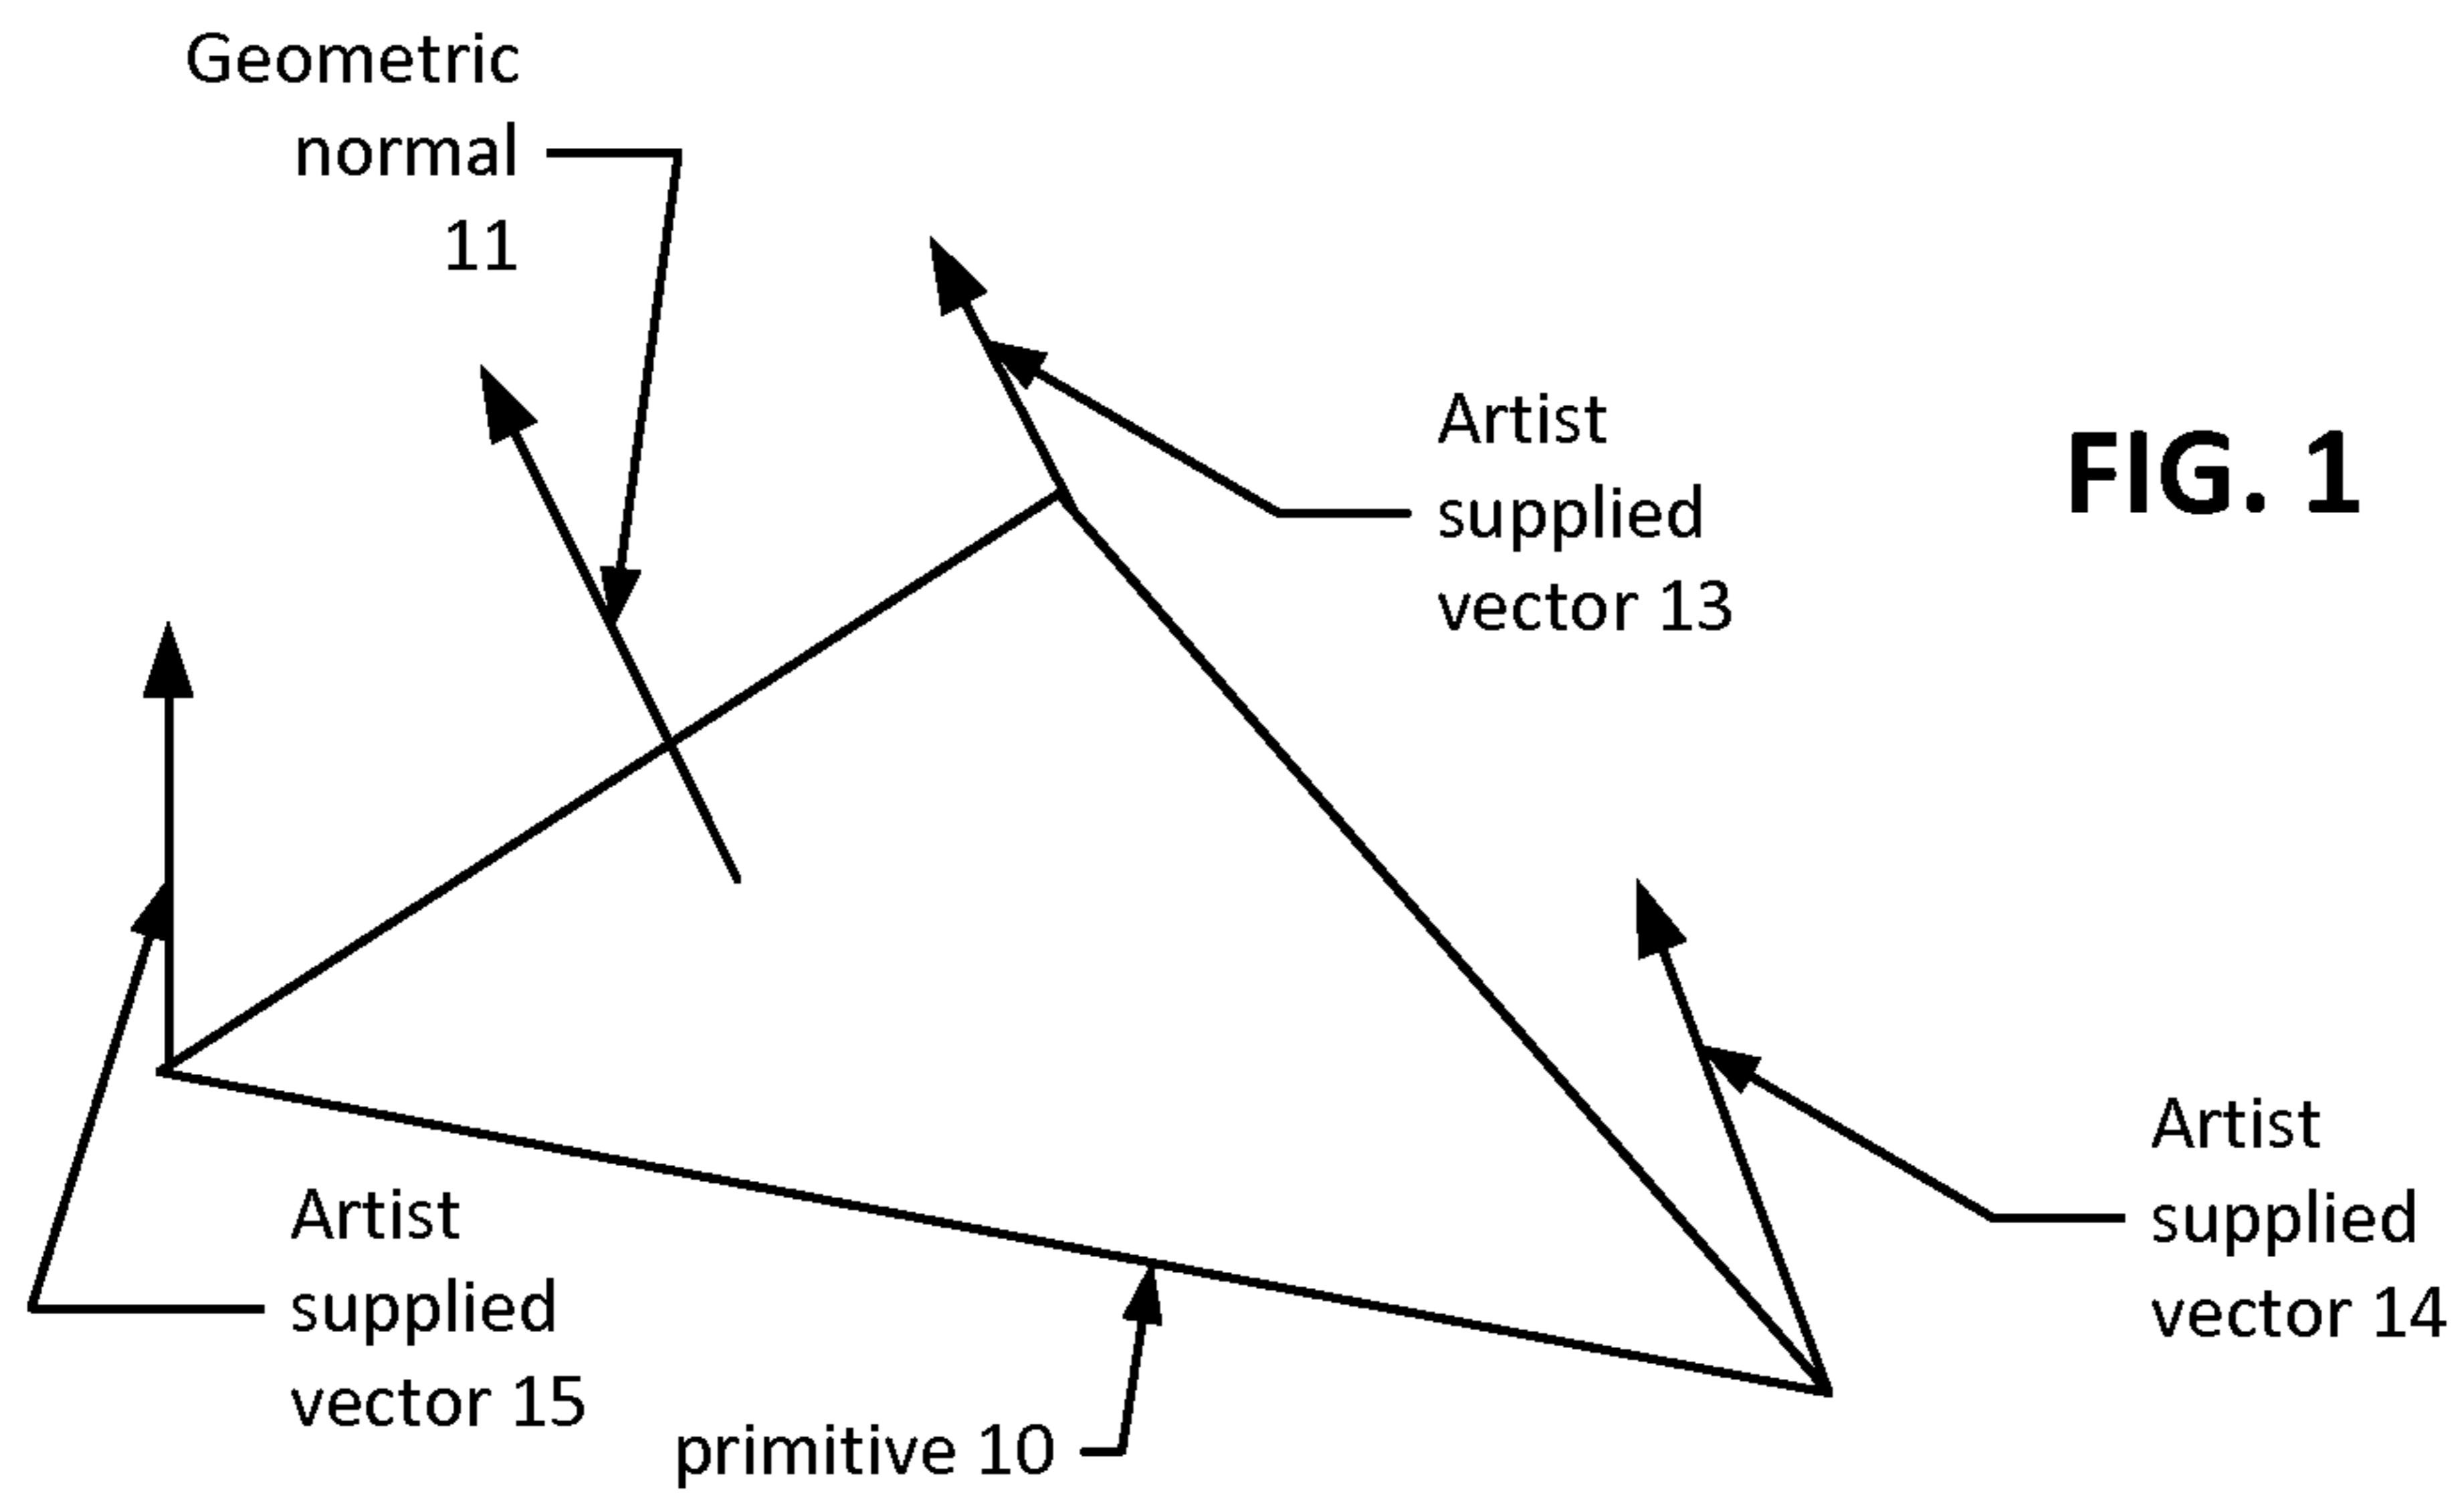 Geometric
normal
11
Artist
supplied
vector 13
FIG. 1
Artist
supplied
vector 14
Artist
supplied
vector 15
primitive 10